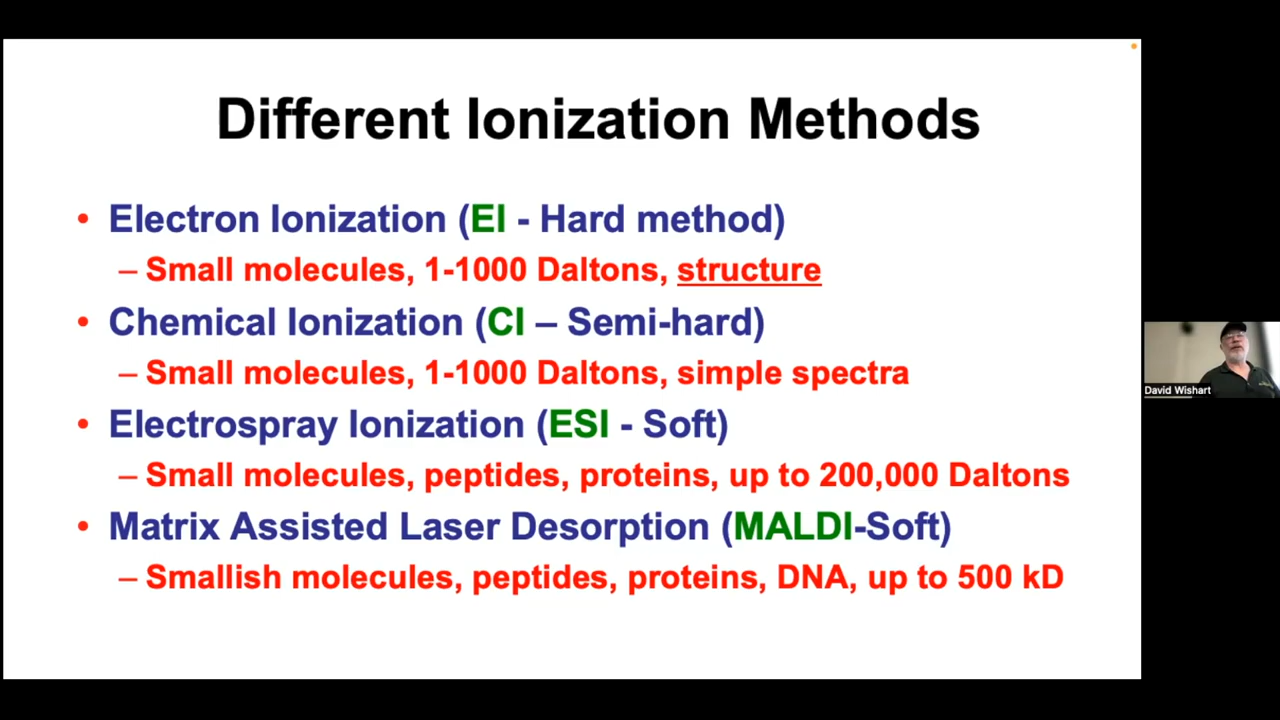 Different Ionization Methods
• Electron Ionization (EI - Hard method)
– Small molecules, 1-1000 Daltons, structure
• Chemical Ionization (CI – Semi-hard)
– Small molecules, 1-1000 Daltons, simple spectra
• Electrospray Ionization (ESI - Soft)
– Small molecules, peptides, proteins, up to 200,000 Daltons
• Matrix Assisted Laser Desorption (MALDI-Soft)
– Smallish molecules, peptides, proteins, DNA, up to 500 kD
David Wishart